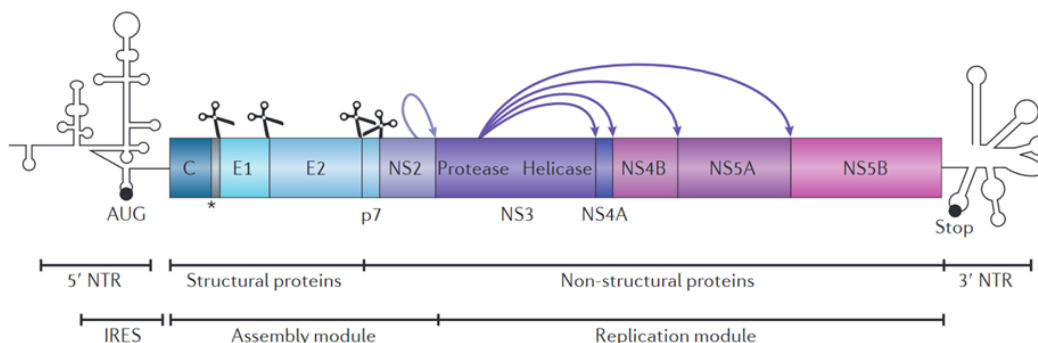 C
E1
E2
NS2
Protease
Helicase
NS4B
NS5A
NS5B
AUG
*
p7
NS3
NS4A
Stop
5′ NTR
Structural proteins
Non-structural proteins
3′ NTR
IRES
Assembly module
Replication module